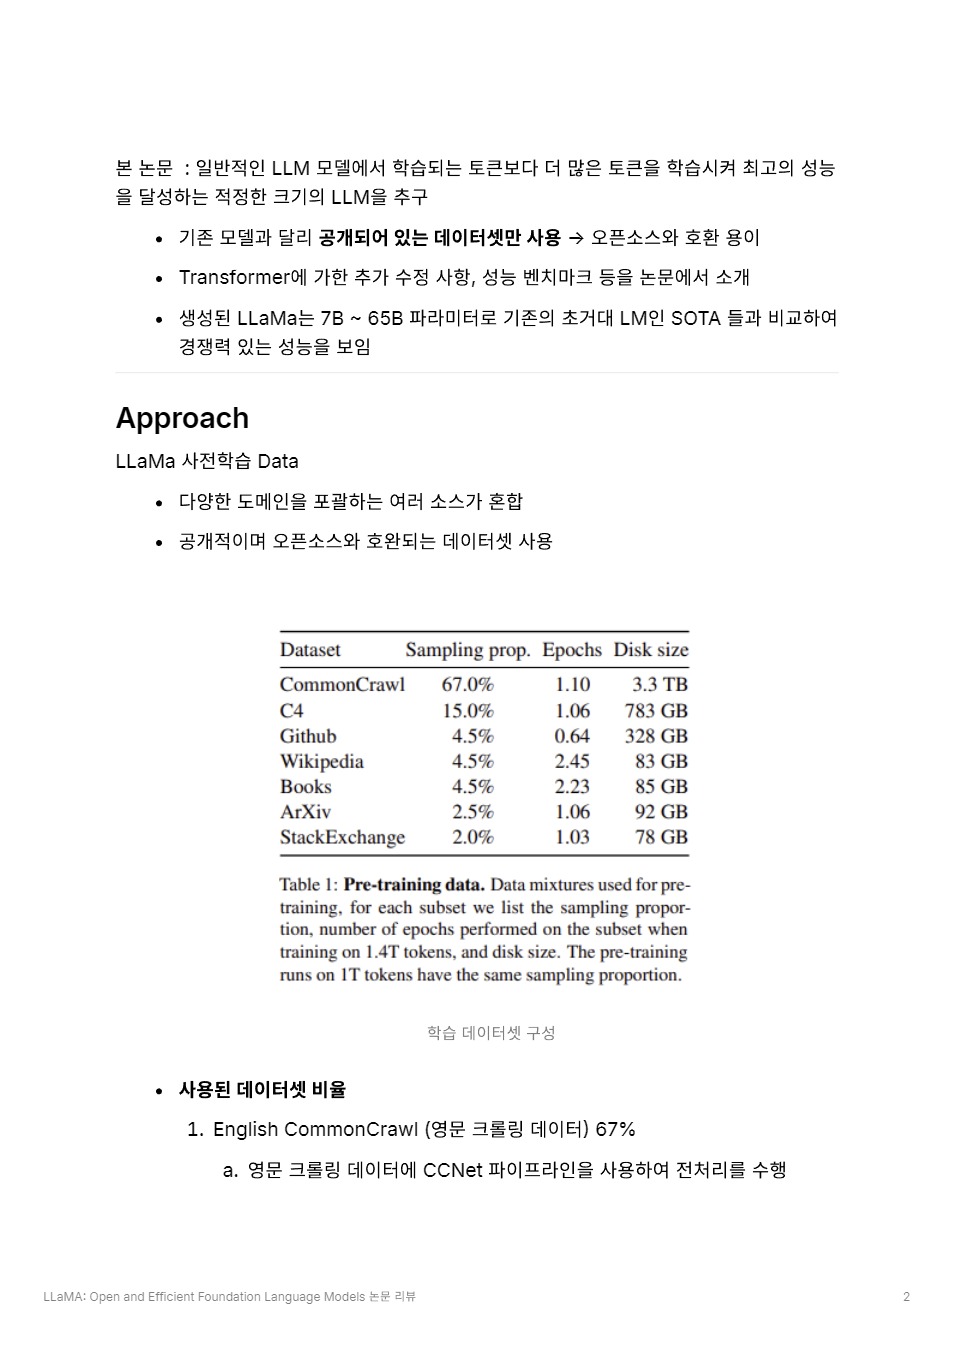 본 논문 : 일반적인 LLM 모델에서 학습되는 토큰보다 더 많은 토큰을 학습시켜 최고의 성능
을 달성하는 적정한 크기의 LLM을 추구
• 기존 모델과 달리 공개되어 있는 데이터셋만 사용 → 오픈소스와 호환 용이
• Transformer에 가한 추가 수정 사항, 성능 벤치마크 등을 논문에서 소개
• 생성된 LLaMa는 7B ~ 65B 파라미터로 기존의 초거대 LM인 SOTA 들과 비교하여
경쟁력 있는 성능을 보임
Approach
LLaMa 사전학습 Data
• 다양한 도메인을 포괄하는 여러 소스가 혼합
• 공개적이며 오픈소스와 호완되는 데이터셋 사용
Dataset Sampling prop. Epochs Disk size
CommonCrawl 67.0% 1.10 3.3 TB
C4 15.0% 1.06 783 GB
Github 4.5% 0.64 328 GB
Wikipedia 4.5% 2.45 83 GB
Books 4.5% 2.23 85 GB
ArXiv 2.5% 1.06 92 GB
StackExchange 2.0% 1.03 78 GB
Table 1: Pre-training data. Data mixtures used for pre-
training, for each subset we list the sampling propor-
tion, number of epochs performed on the subset when
training on 1.4T tokens, and disk size. The pre-training
runs on 1T tokens have the same sampling proportion.
학습 데이터셋 구성
• 사용된 데이터셋 비율
1. English CommonCrawl (영문 크롤링 데이터) 67%
a. 영문 크롤링 데이터에 CCNet 파이프라인을 사용하여 전처리를 수행
LLaMA: Open and Efficient Foundation Language Models 논문 리뷰 2